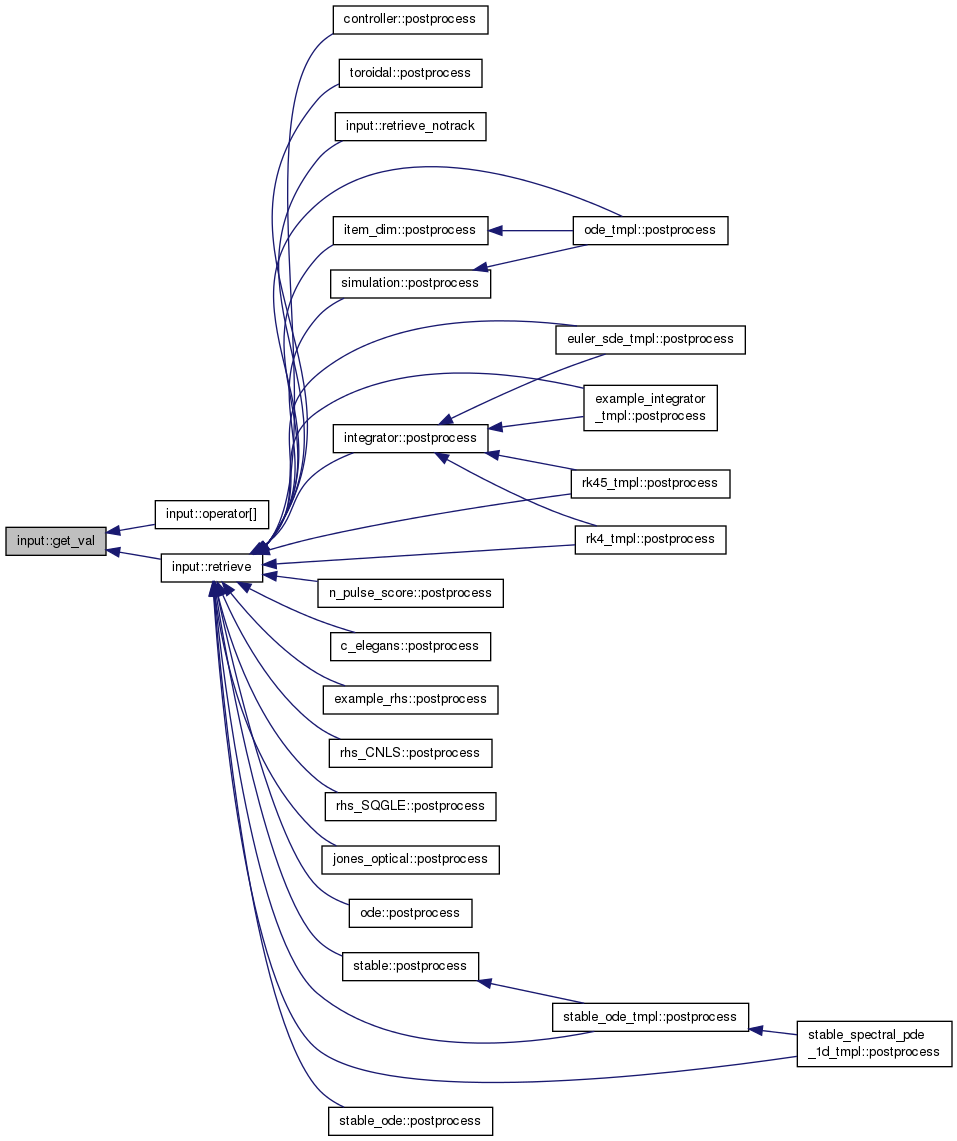 controller::postprocess
toroidal::postprocess
input::retrieve_notrack
item_dim::postprocess
ode_tmpl::postprocess
simulation::postprocess
euler_sde_tmpl::postprocess
example_integrator
_tmpl::postprocess
integrator::postprocess
rk45_tmpl::postprocess
input::operator[]
input::get_val
rk4_tmpl::postprocess
input::retrieve
n_pulse_score::postprocess
c_elegans::postprocess
example_rhs::postprocess
rhs_CNLS::postprocess
rhs_SQGLE::postprocess
jones_optical::postprocess
ode::postprocess
stable::postprocess
stable_ode_tmpl::postprocess
stable_spectral_pde
_1d_tmpl::postprocess
stable_ode::postprocess